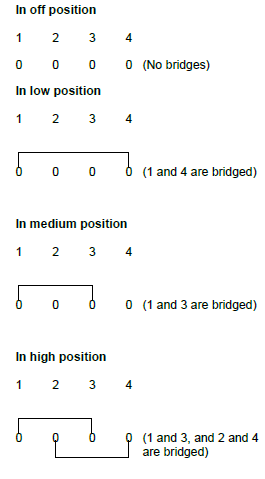 In off position
1 2 3 4
0 0 0 0 (No bridges)
In low position
1 2 3 4
0 0 0 0 (1 and 4 are bridged)
In medium position
1 2 3 4
0 0 0 0 (1 and 3 are bridged)
In high position
1 2 3 4
0 0 0 0 (1 and 3, and 2 and 4
are bridged)